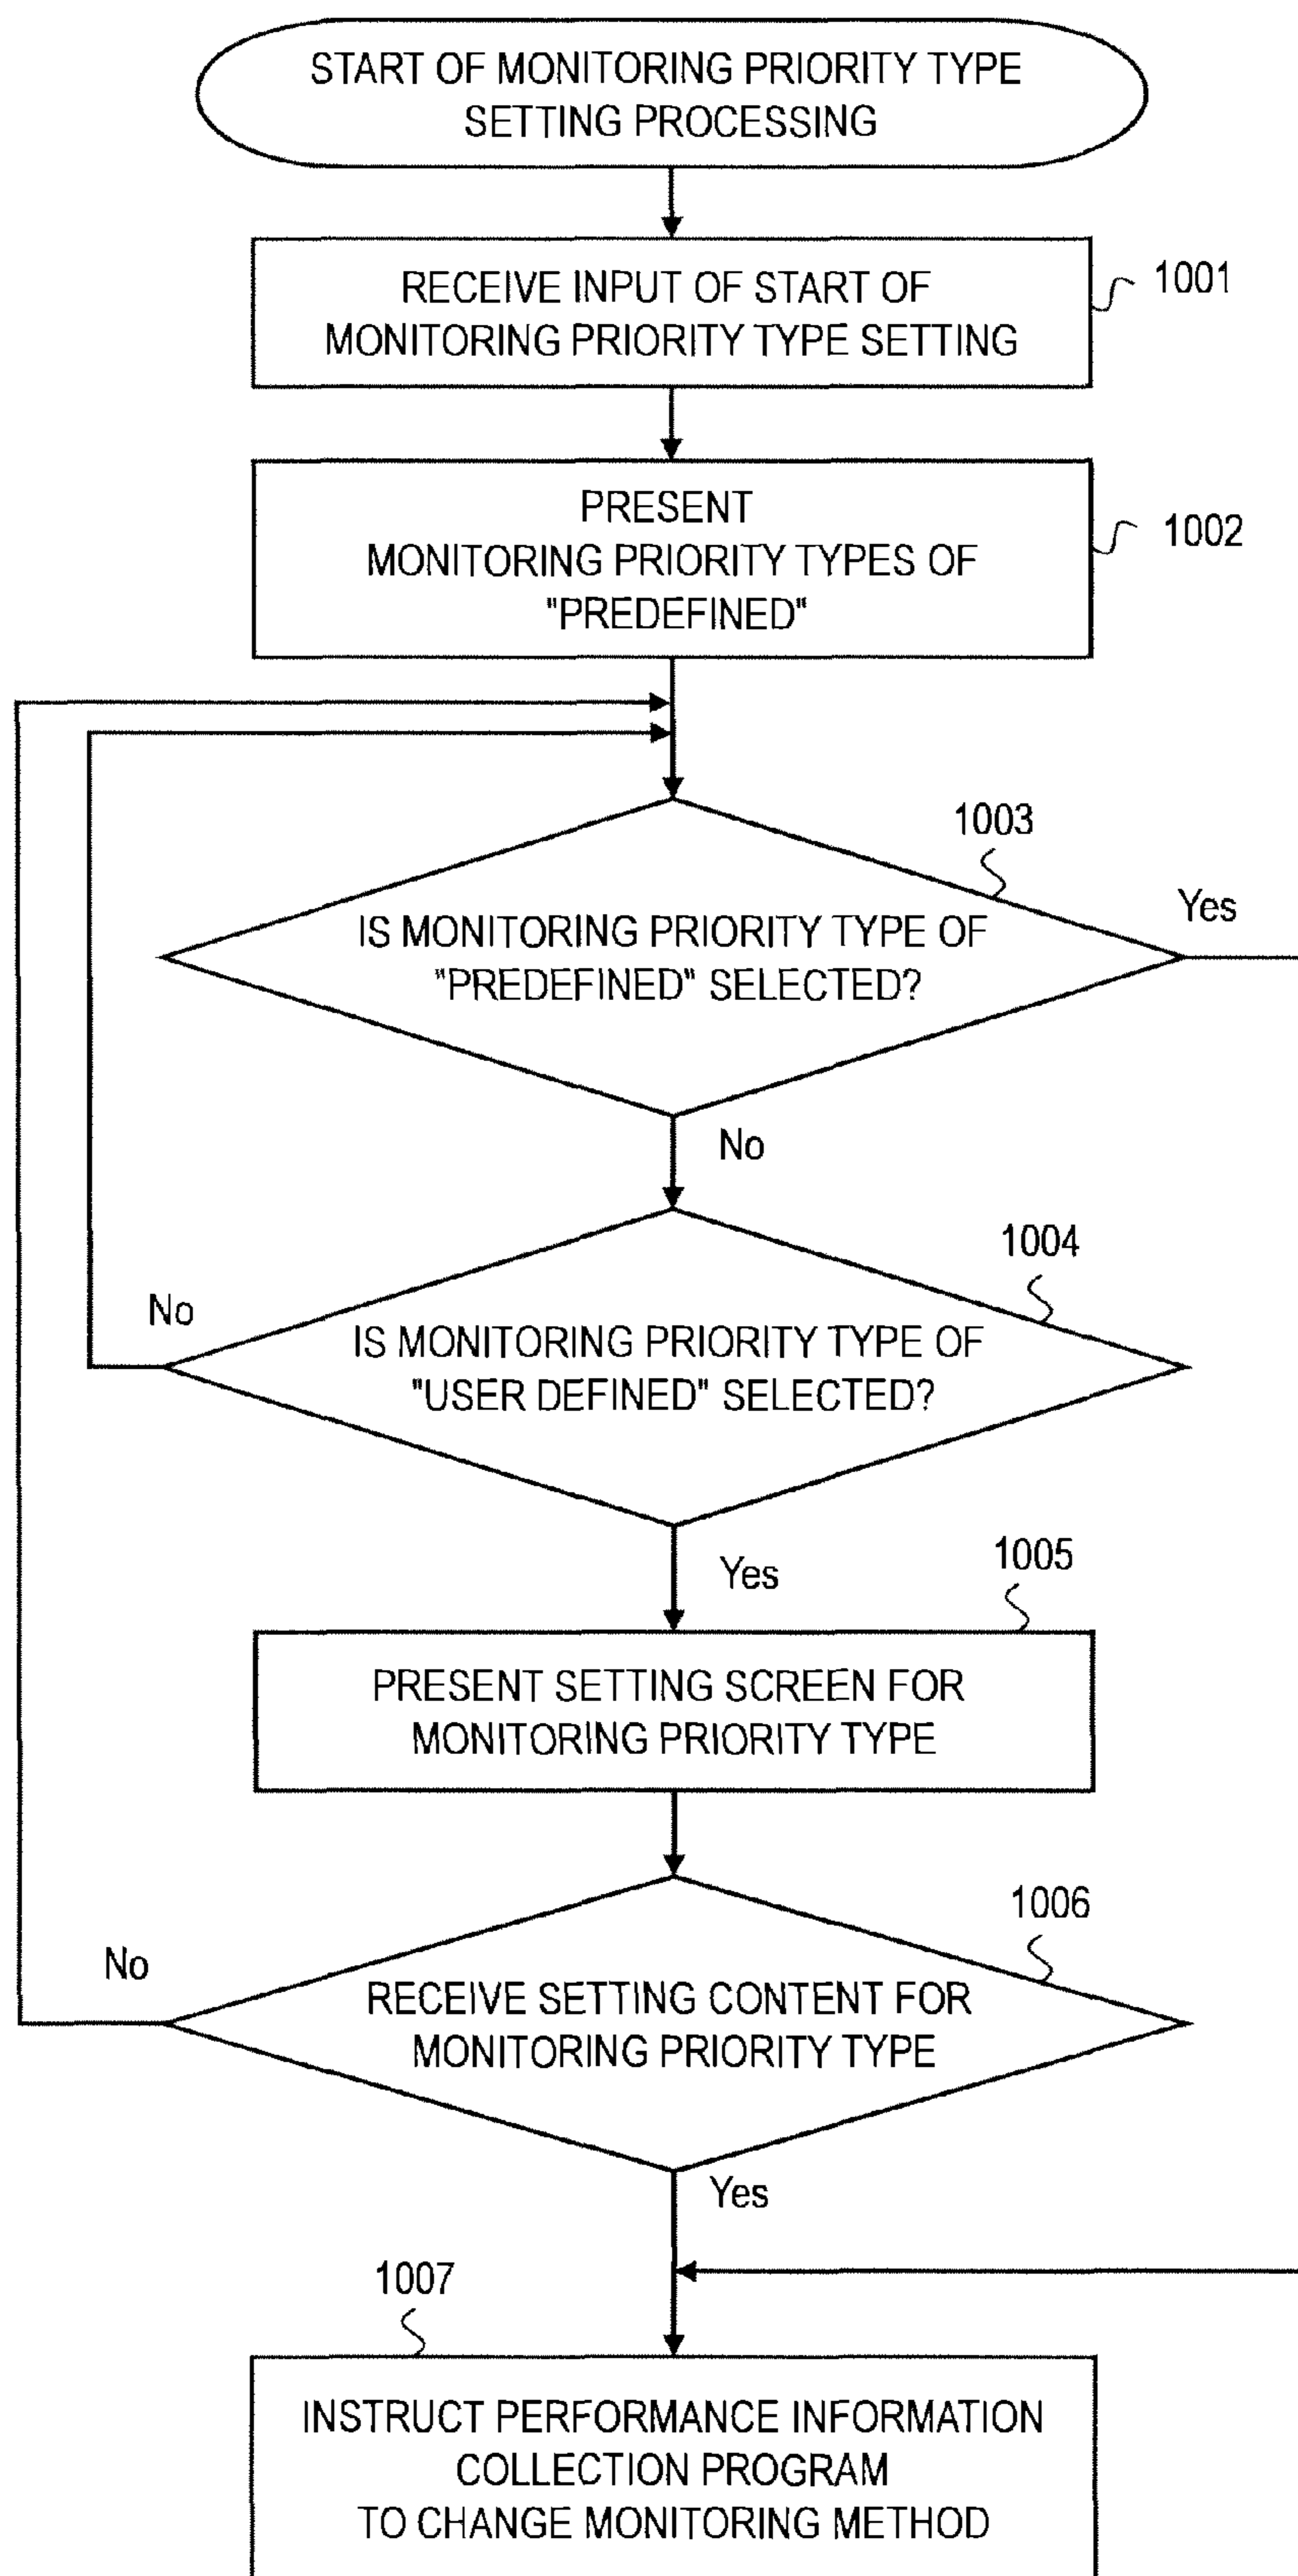 START OF MONITORING PRIORITY TYPE
SETTING PROCESSING
RECEIVE INPUT OF START OF
MONITORING PRIORITY TYPE SETTING
1001
PRESENT
MONITORING PRIORITY TYPES OF
"PREDEFINED"
1002
1003
Yes
IS MONITORING PRIORITY TYPE OF
"PREDEFINED" SELECTED?
No
1004
No
IS MONITORING PRIORITY TYPE OF
"USER DEFINED" SELECTED?
Yes
1005
PRESENT SETTING SCREEN FOR
MONITORING PRIORITY TYPE
1006
No
RECEIVE SETTING CONTENT FOR
MONITORING PRIORITY TYPE
Yes
1007
INSTRUCT PERFORMANCE INFORMATION
COLLECTION PROGRAM
TO CHANGE MONITORING METHOD